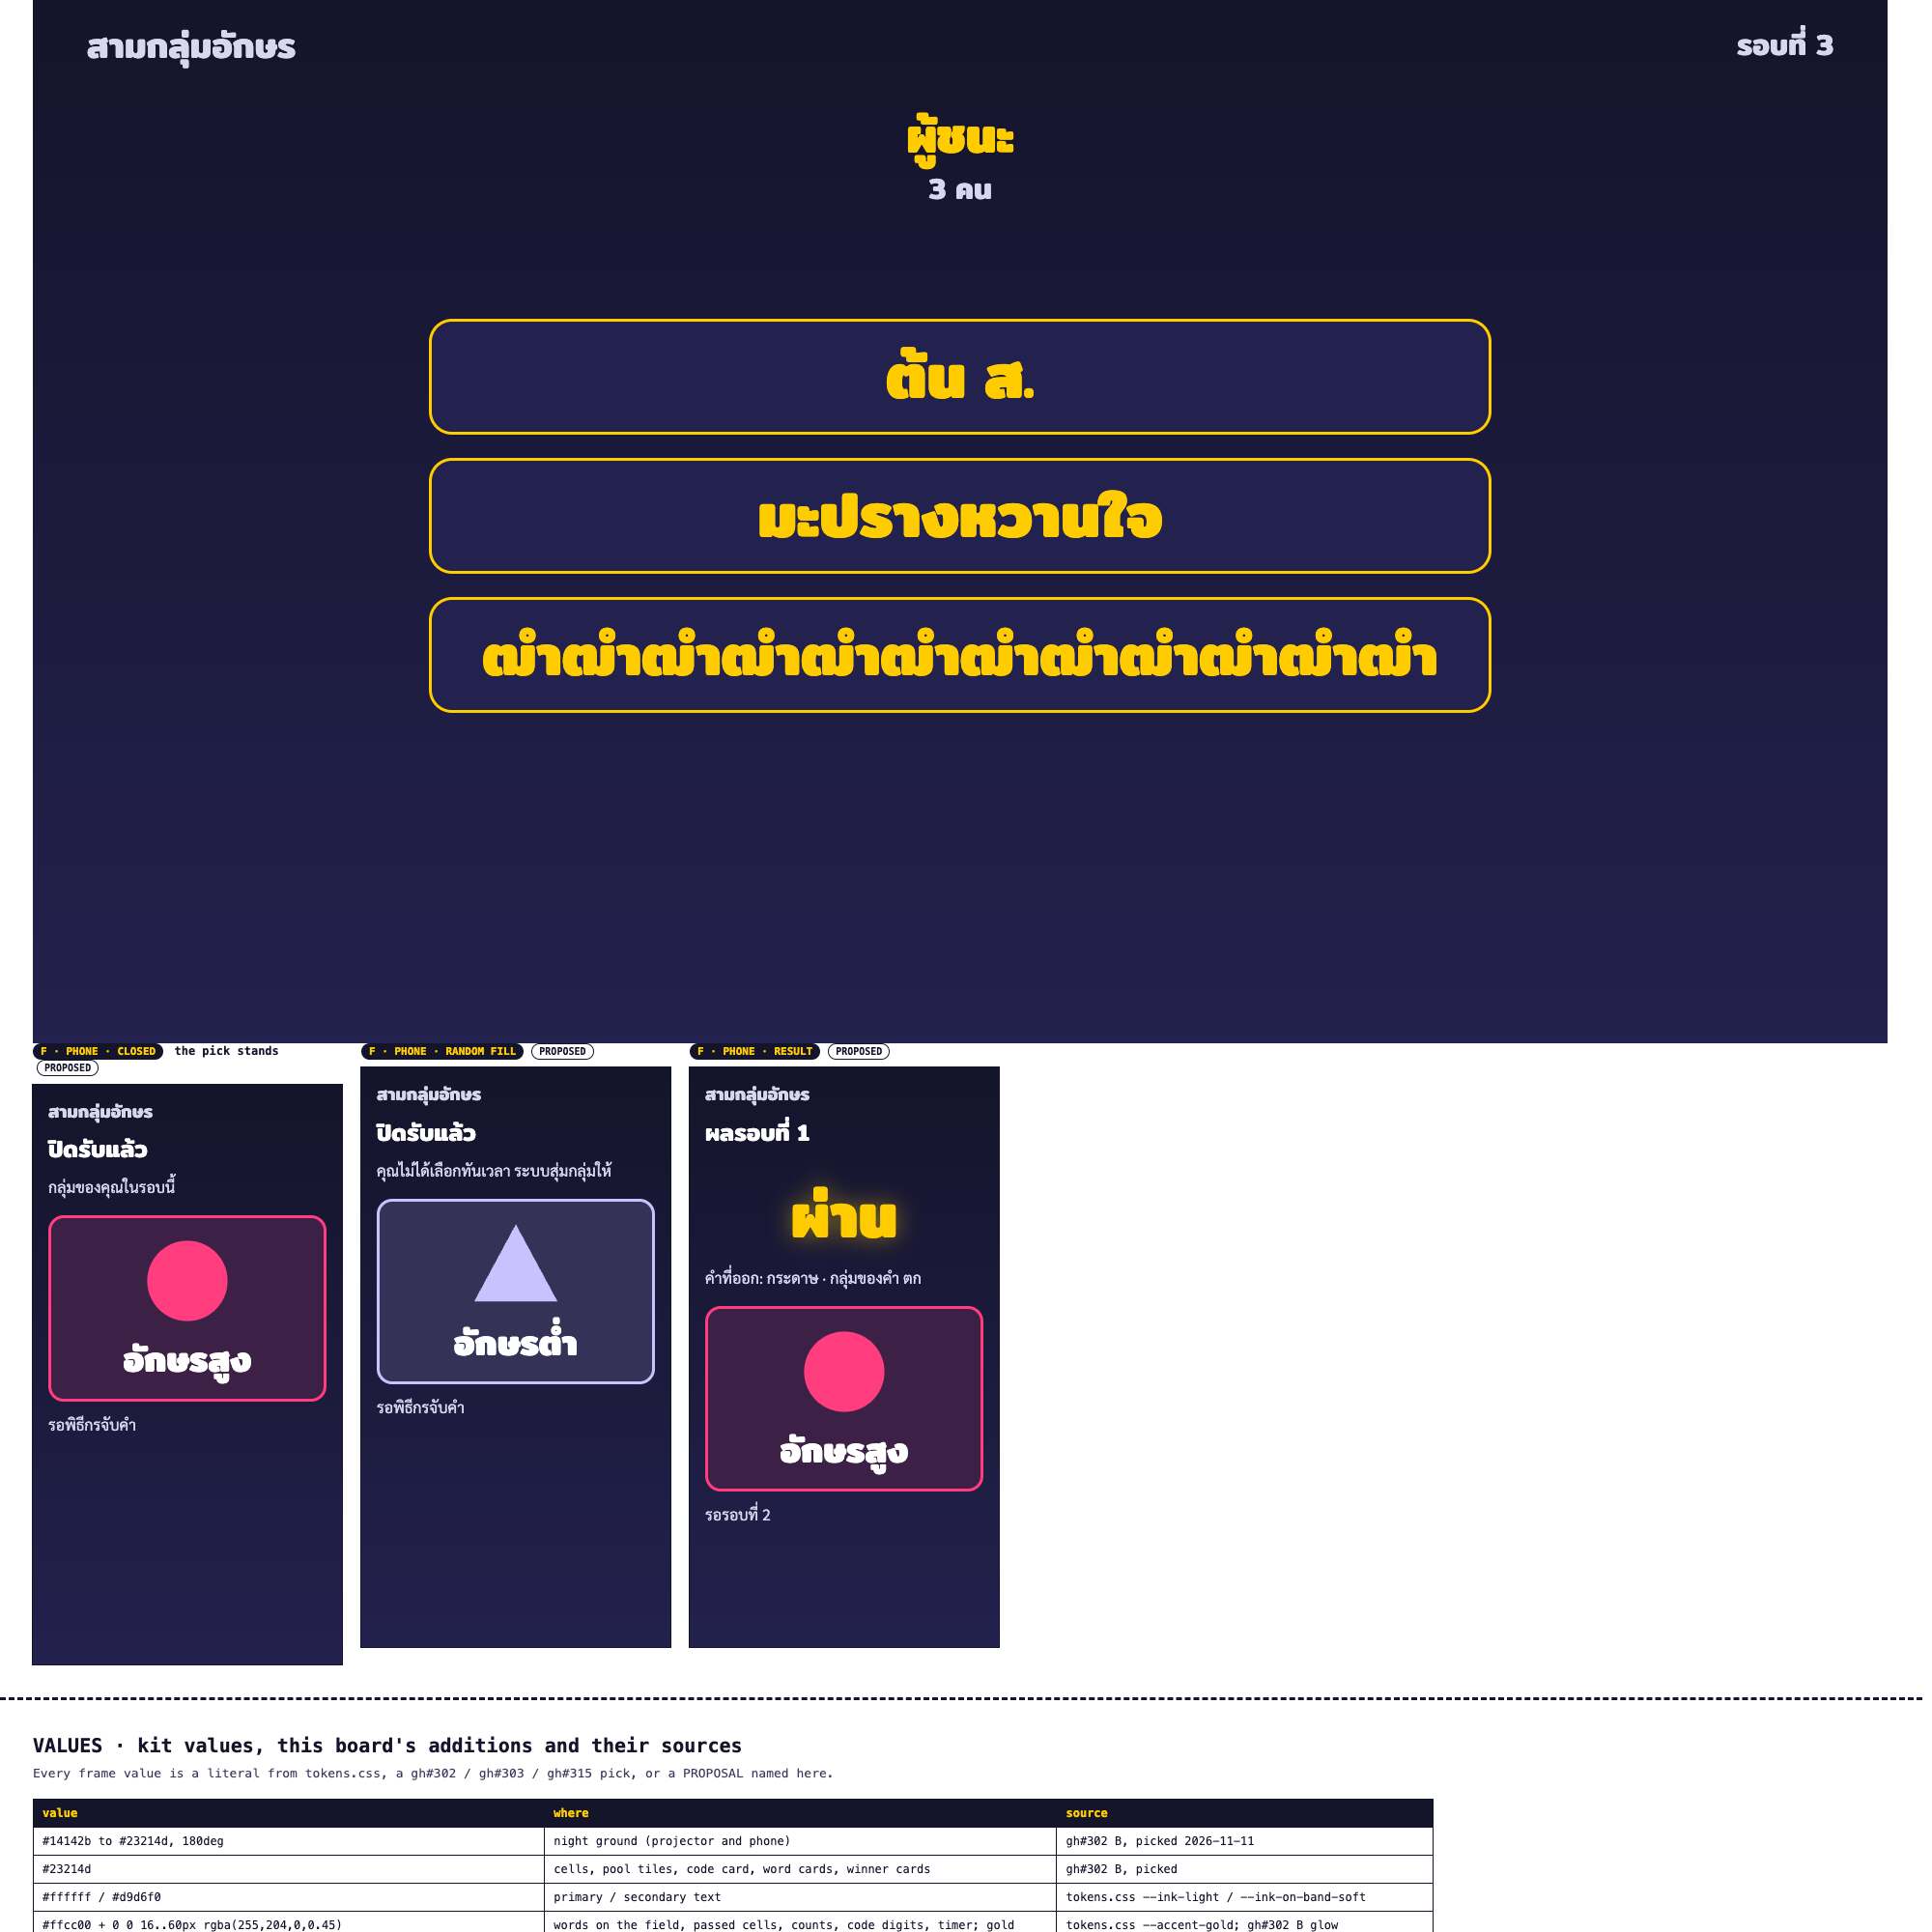 สามกลุ่มอักษร
รอบที่ 3
ผู้ชนะ
3 คน
ต้น ส.
มะปรางหวานใจ
ฒำฒำฒำฒำฒำฒำฒำฒำฒำฒำฒำฒำ
F · PHONE · CLOSED the pick stands
PROPOSED
สามกลุ่มอักษร
ปิดรับแล้ว
กลุ่มของคุณในรอบนี้
อักษรสูง
รอพิธีกรจับคำ
F · PHONE · RANDOM FILL PROPOSED
สามกลุ่มอักษร
ปิดรับแล้ว
คุณไม่ได้เลือกทันเวลา ระบบสุ่มกลุ่มให้
อักษรต่ำ
รอพิธีกรจับคำ
F · PHONE · RESULT PROPOSED
สามกลุ่มอักษร
ผลรอบที่ 1
ผ่าน
คำที่ออก: กระดาษ · กลุ่มของคำ ตก
อักษรสูง
รอรอบที่ 2
VALUES · kit values, this board's additions and their sources
Every frame value is a literal from tokens.css, a gh#302 / gh#303 / gh#315 pick, or a PROPOSAL named here.
value where source
#14142b to #23214d, 180deg night ground (projector and phone) gh#302 B, picked 2026-11-11
#23214d cells, pool tiles, code card, word cards, winner cards gh#302 B, picked
#ffffff / #d9d6f0 primary / secondary text tokens.css --ink-light / --ink-on-band-soft
#ffcc00 + 0 0 16..60px rgba(255,204,0,0.45) words on the field, passed cells, counts, code digits, timer; gold tokens.css --accent-gold; gh#302 B glow